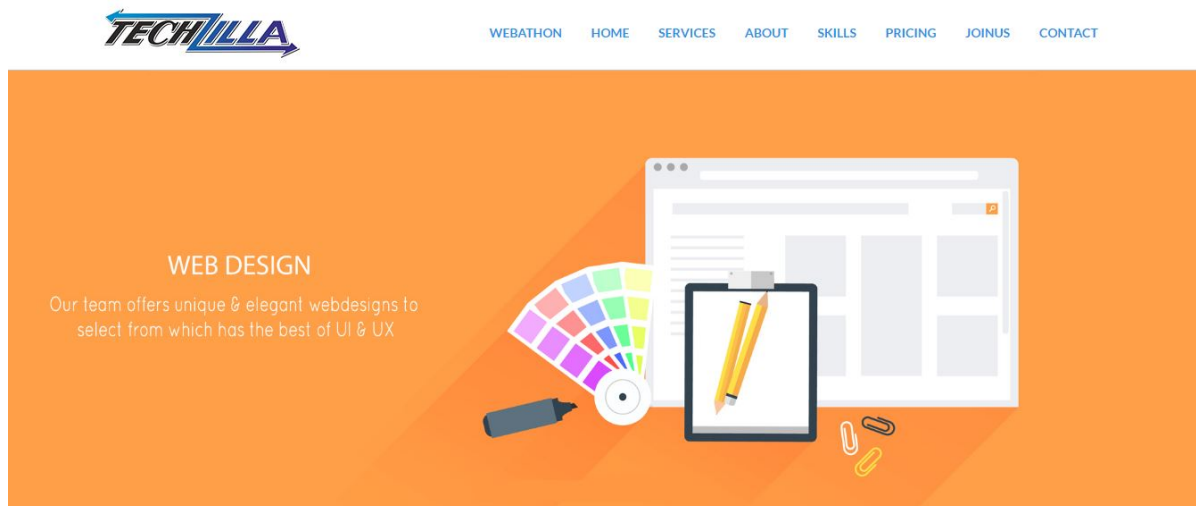 TECHZILLA
WEBATHON HOME SERVICES ABOUT SKILLS PRICING JOINUS CONTACT
WEB DESIGN
Our team offers unique & elegant webdesigns to
select from which has the best of UI & UX